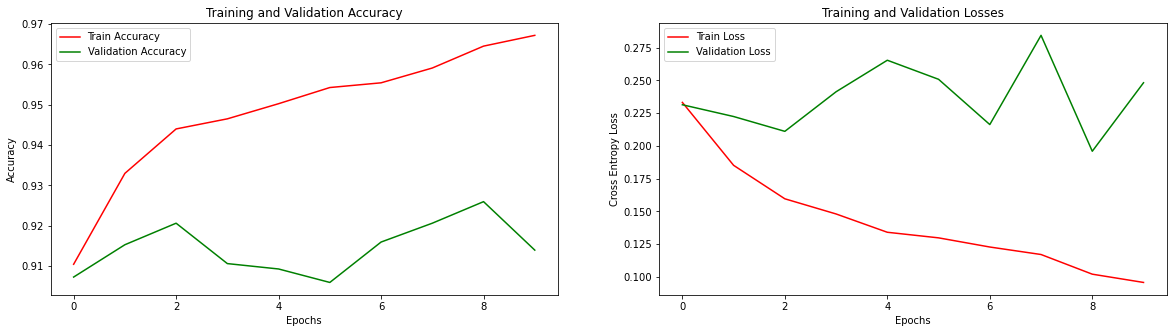 Training and Validation Accuracy
Train Accuracy
Validation Accuracy
Accuracy
0.97
0.96
0.95
0.94
0.93
0.92
0.91
0 2 4 6 8
Epochs
Training and Validation Losses
Train Loss
Validation Loss
Cross Entropy Loss
0.275
0.250
0.225
0.200
0.175
0.150
0.125
0.100
0 2 4 6 8
Epochs